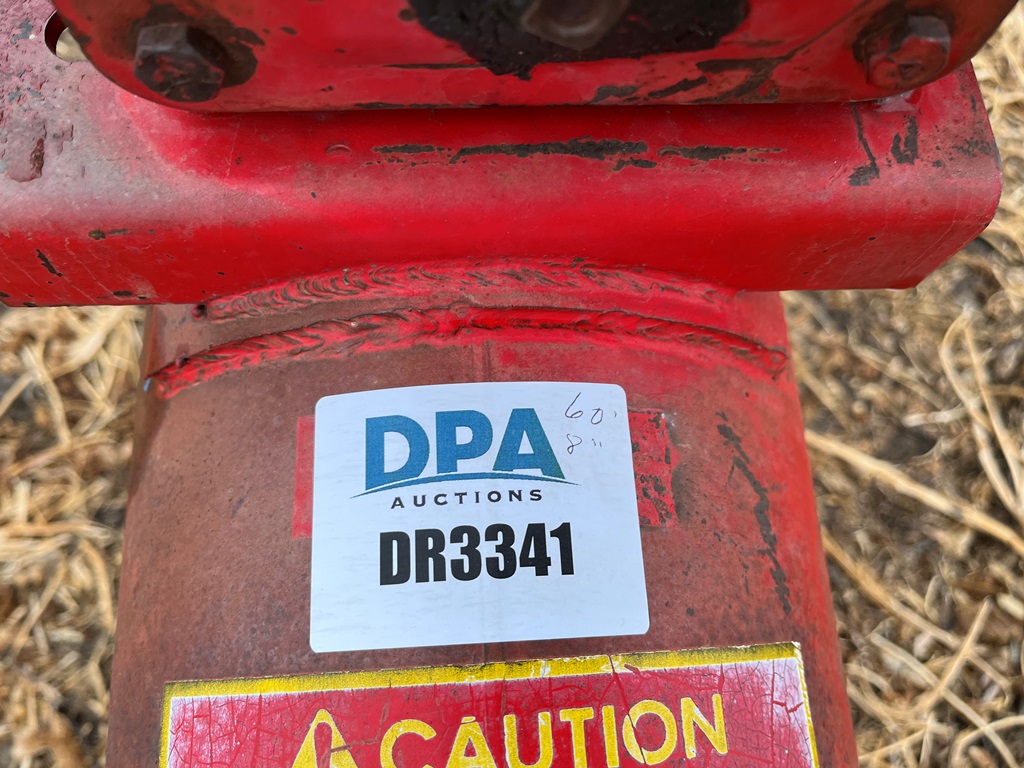 DPA
60'
8"
AUCTIONS
DR3341
CAUTION